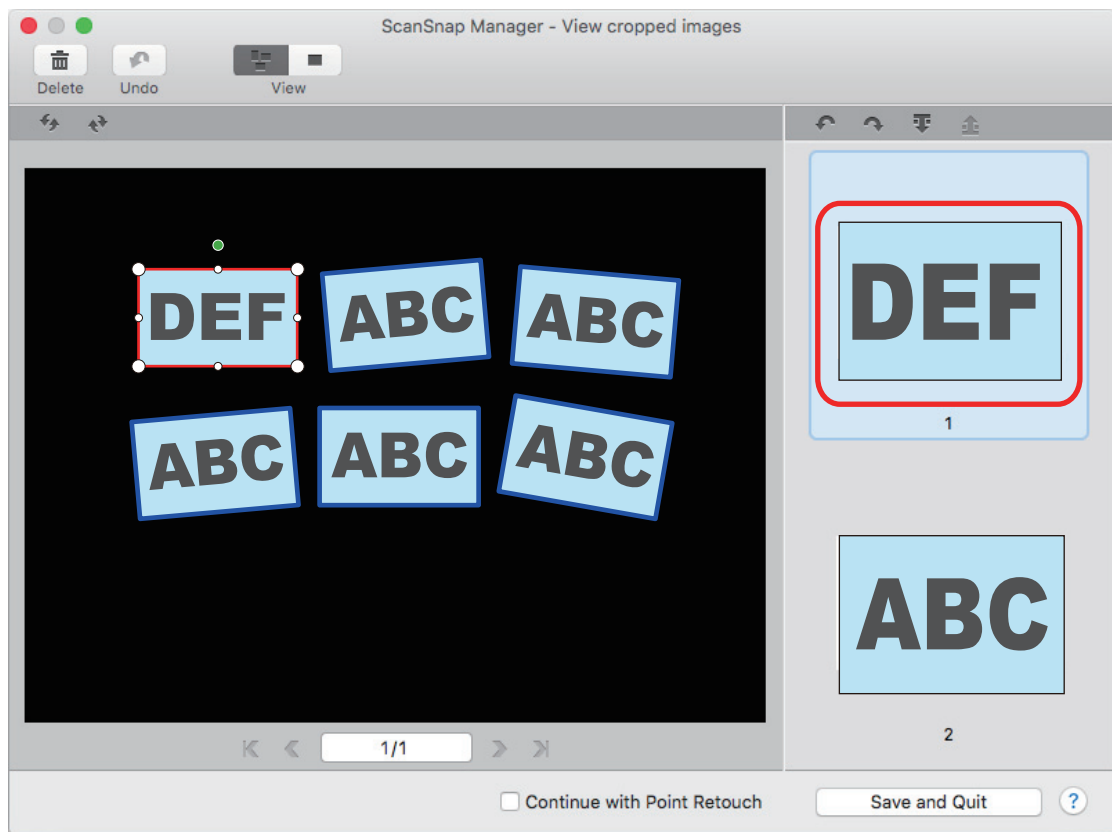 ScanSnap Manager - View cropped images
Delete Undo View
DEF ABC ABC
ABC ABC ABC
1/1
DEF
1
ABC
2
Continue with Point Retouch
Save and Quit
?